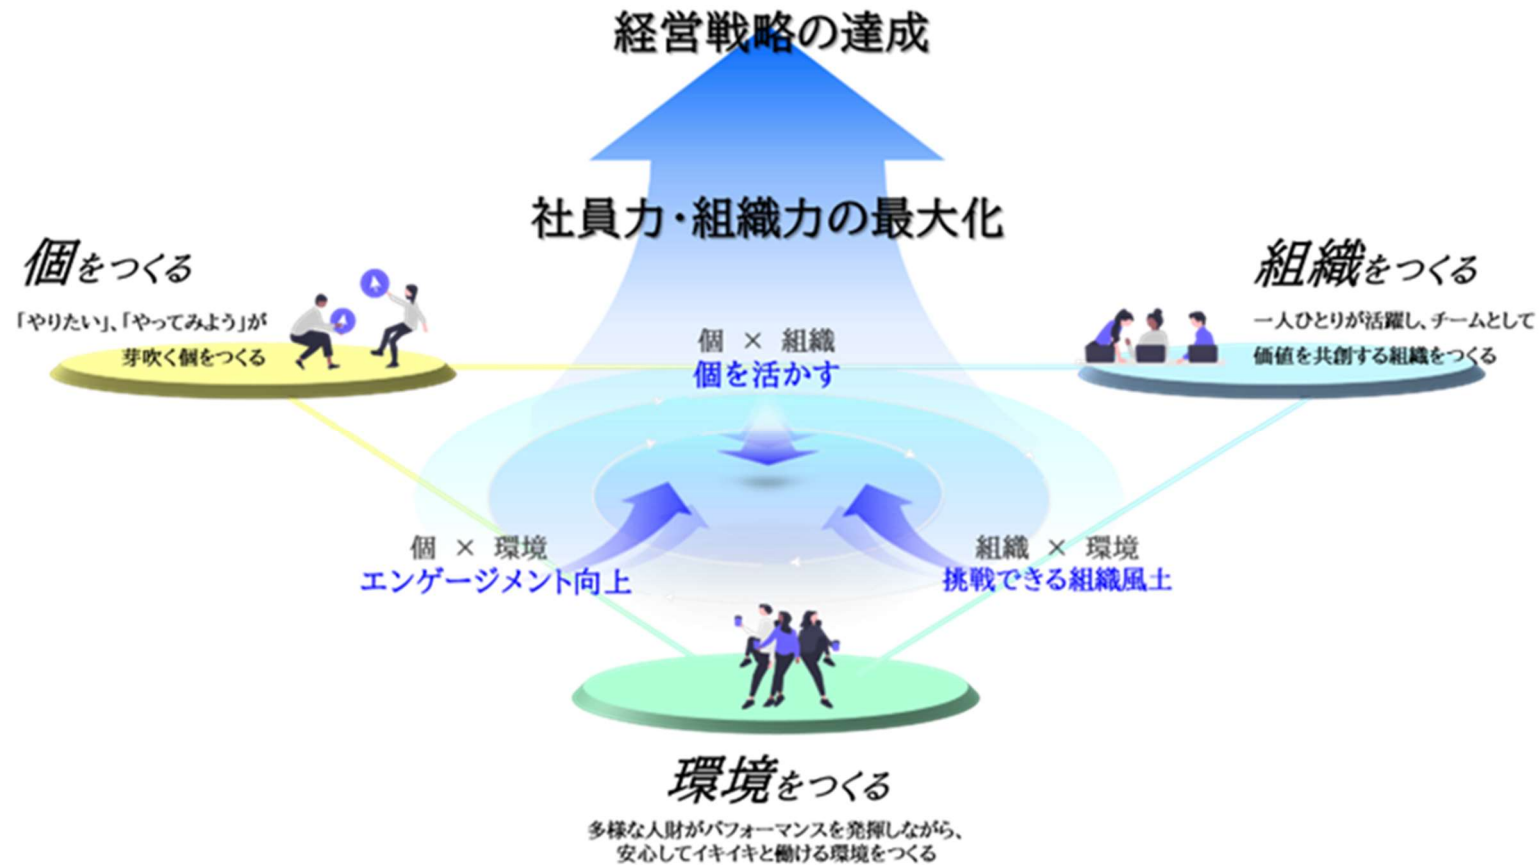 経営戦略の達成
社員力・組織力の最大化
個をつくる
「やりたい」、「やってみよう」が
芽吹く個をつくる
組織をつくる
一人ひとりが活躍し、チームとして
価値を共創する組織をつくる
個 × 組織
個を活かす
個 × 環境
エンゲージメント向上
組織 × 環境
挑戦できる組織風土
環境をつくる
多様な人財がパフォーマンスを発揮しながら、
安心してイキイキと働ける環境をつくる